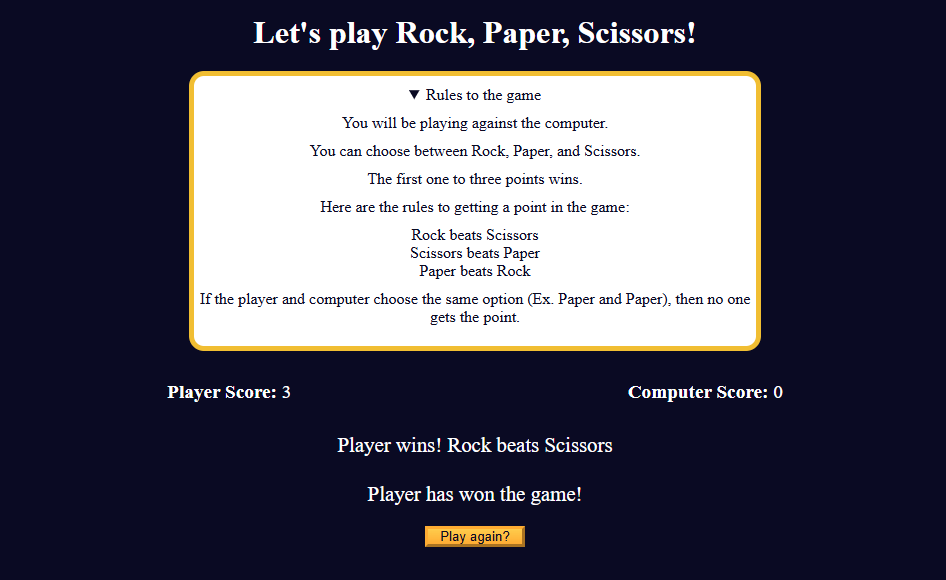 Let's play Rock, Paper, Scissors!
▼ Rules to the game
You will be playing against the computer.
You can choose between Rock, Paper, and Scissors.
The first one to three points wins.
Here are the rules to getting a point in the game:
Rock beats Scissors
Scissors beats Paper
Paper beats Rock
If the player and computer choose the same option (Ex. Paper and Paper), then no one
gets the point.
Player Score: 3 Computer Score: 0
Player wins! Rock beats Scissors
Player has won the game!
Play again?